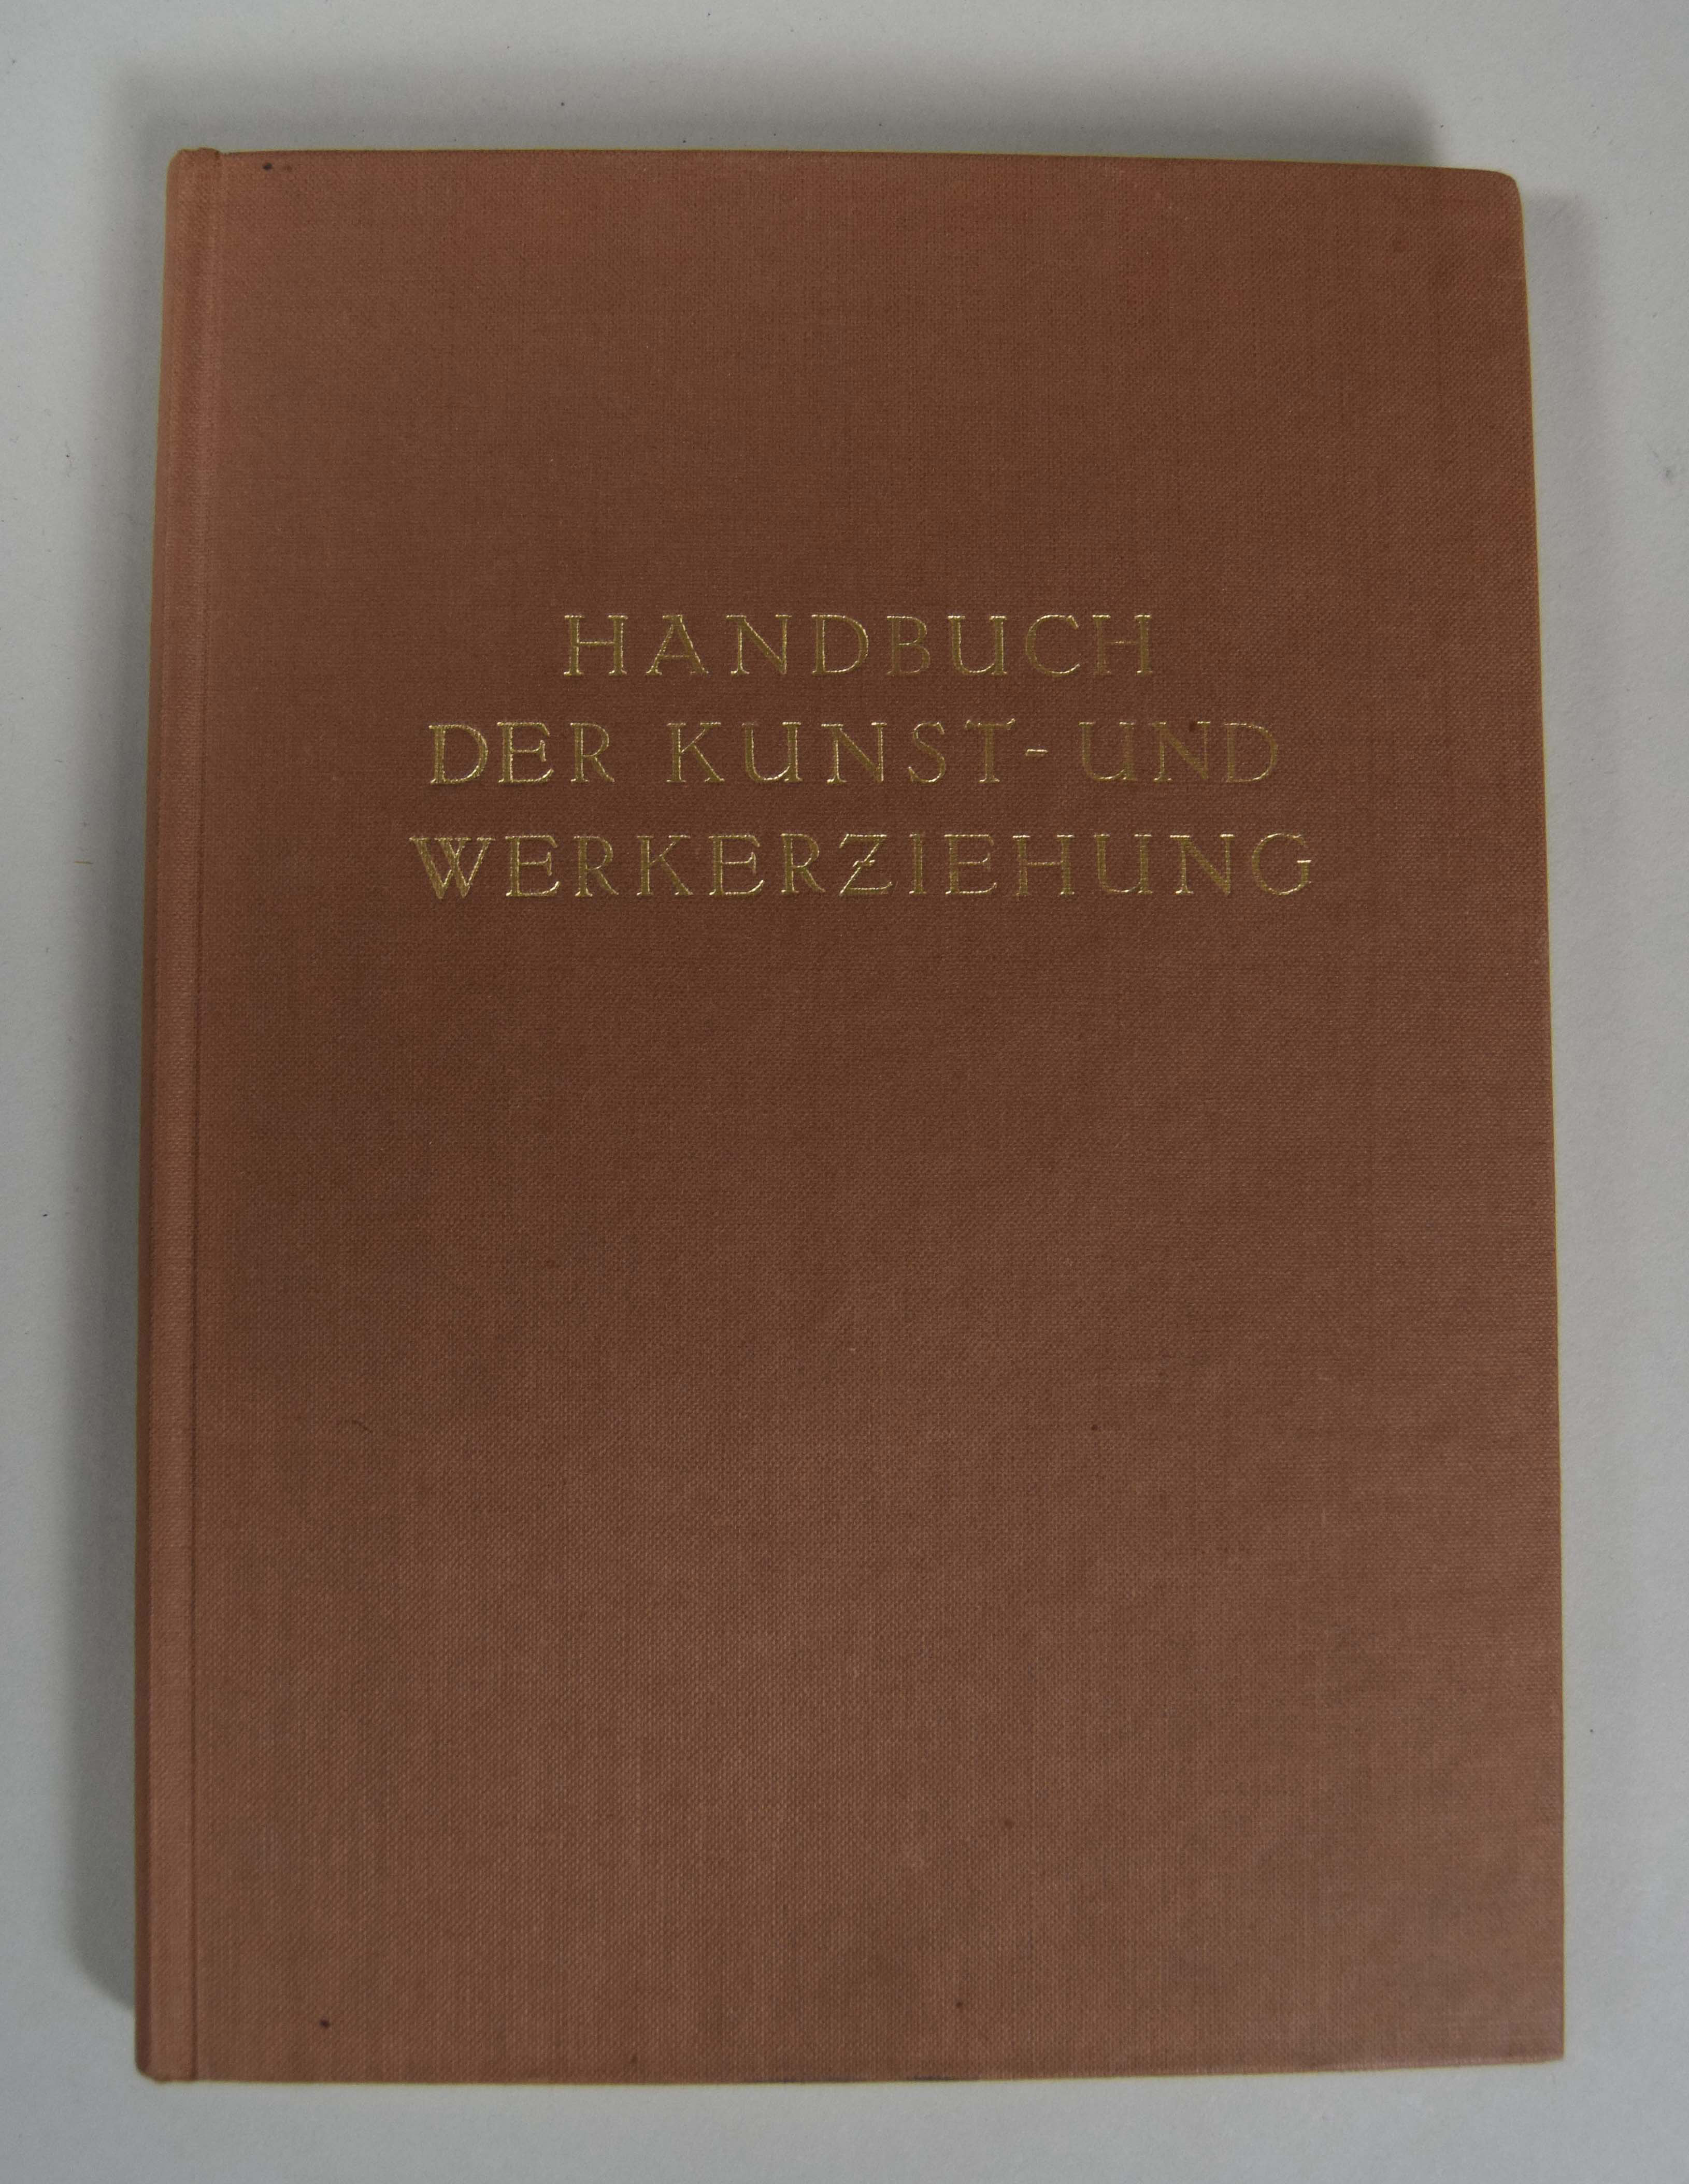 HANDBUCH
DER KUNST- UND
WERKERZIEHUNG